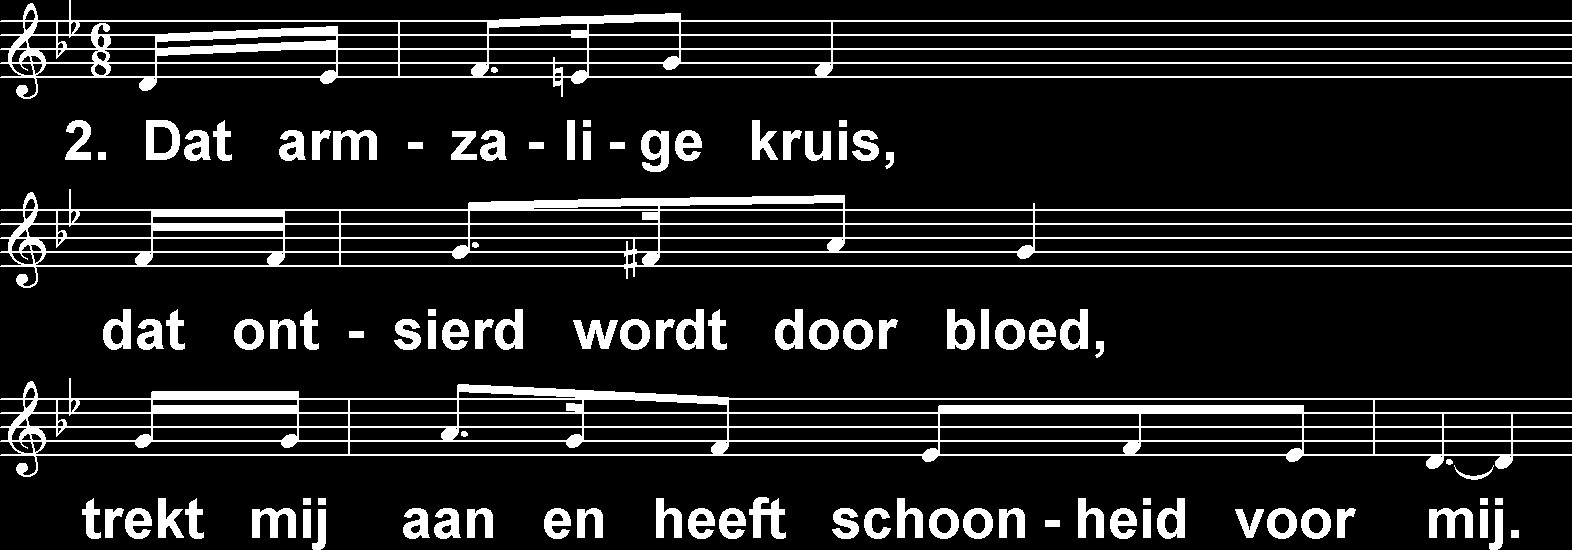 2. Dat arm - za - li - ge kruis,
dat ont - sierd wordt door bloed,
trekt mij aan en heeft schoon - heid voor mij.